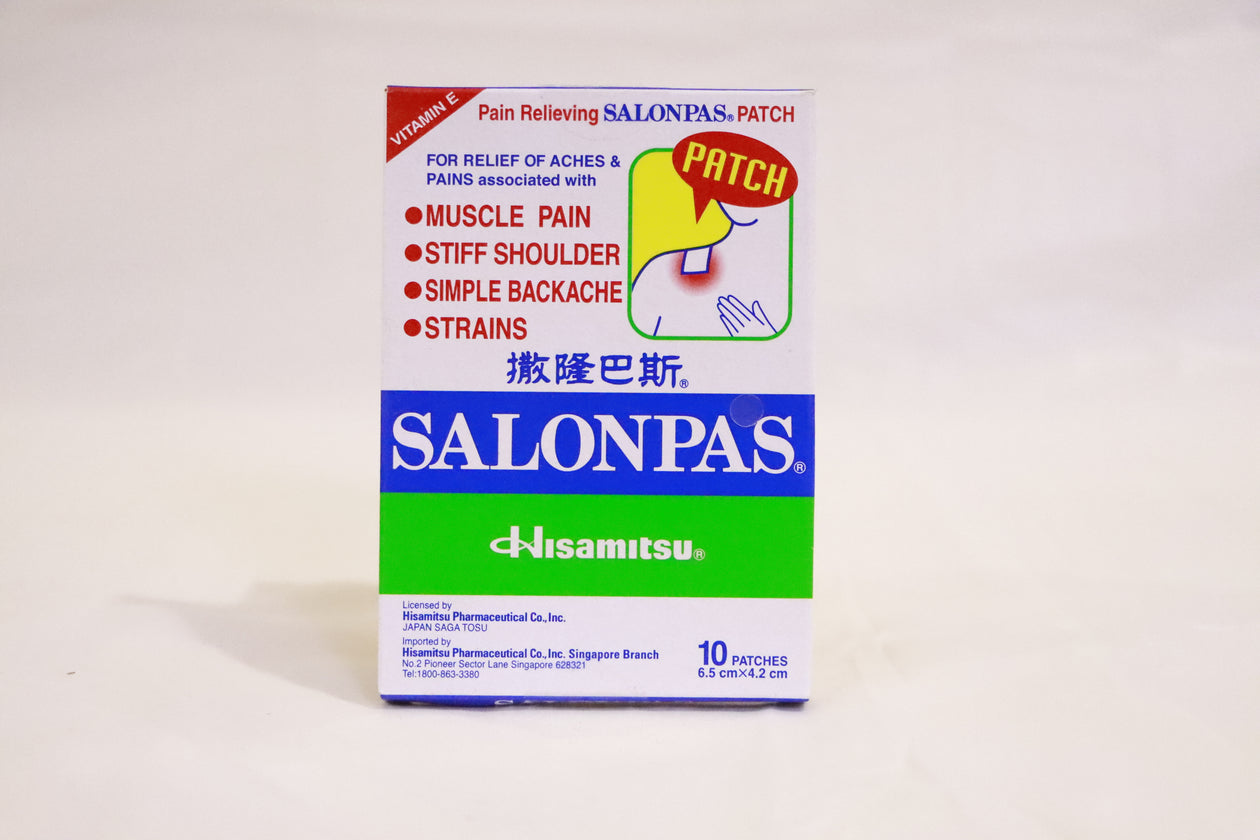 VITAMIN E
Pain Relieving SALONPAS® PATCH
FOR RELIEF OF ACHES &
PAINS associated with
●MUSCLE PAIN
●STIFF SHOULDER
●SIMPLE BACKACHE
●STRAINS
PATCH
撒隆巴斯®
SALONPAS®
Hisamitsu®
Licensed by
Hisamitsu Pharmaceutical Co., Inc.
JAPAN SAGA TOSU
Imported by
Hisamitsu Pharmaceutical Co., Inc. Singapore Branch
No.2 Pioneer Sector Lane Singapore 628321
Tel:1800-863-3380
10 PATCHES
6.5 cm×4.2 cm